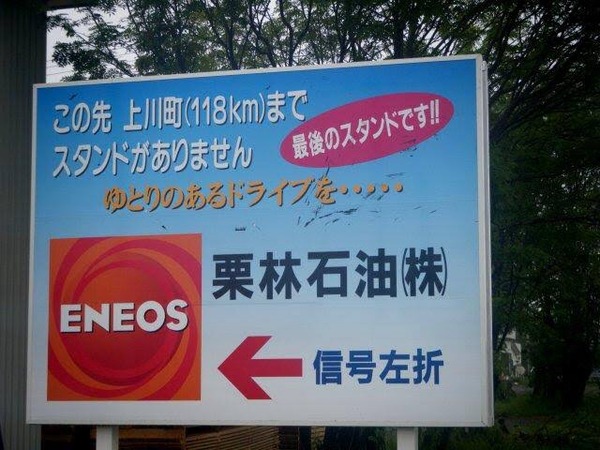 この先 上川町(118km)まで
スタンドがありません
最後のスタンドです!!
ゆとりのあるドライブを・・・・・
ENEOS
栗林石油(株)
信号左折